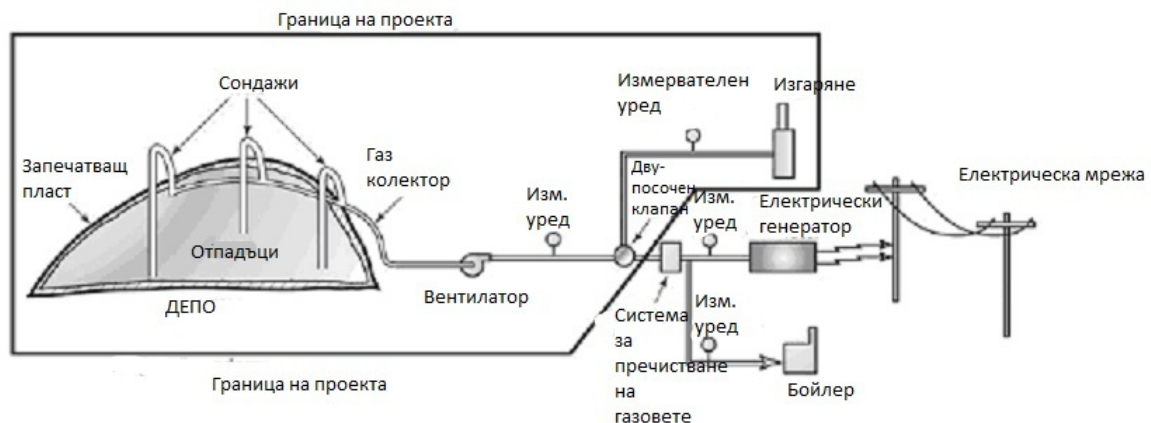 Граница на проекта
Сондажи
Измервателен
уред
Изгаряне
Запечатващ
пласт
Газ
колектор
Дву-
посочен
клапан
Изм.
уред
Изм.
уред
Електрически
генератор
Електрическа мрежа
Отпадъци
ДЕПО
Вентилатор
Система
за
пречистване
на
газовете
Изм.
уред
Бойлер
Граница на проекта